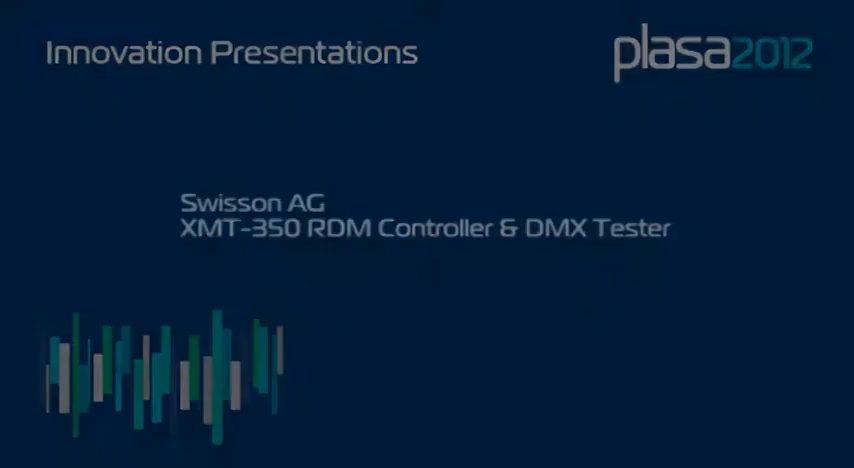 Innovation Presentations
plasa2012
Swisson AG
XMT-350 RDM Controller & DMX Tester